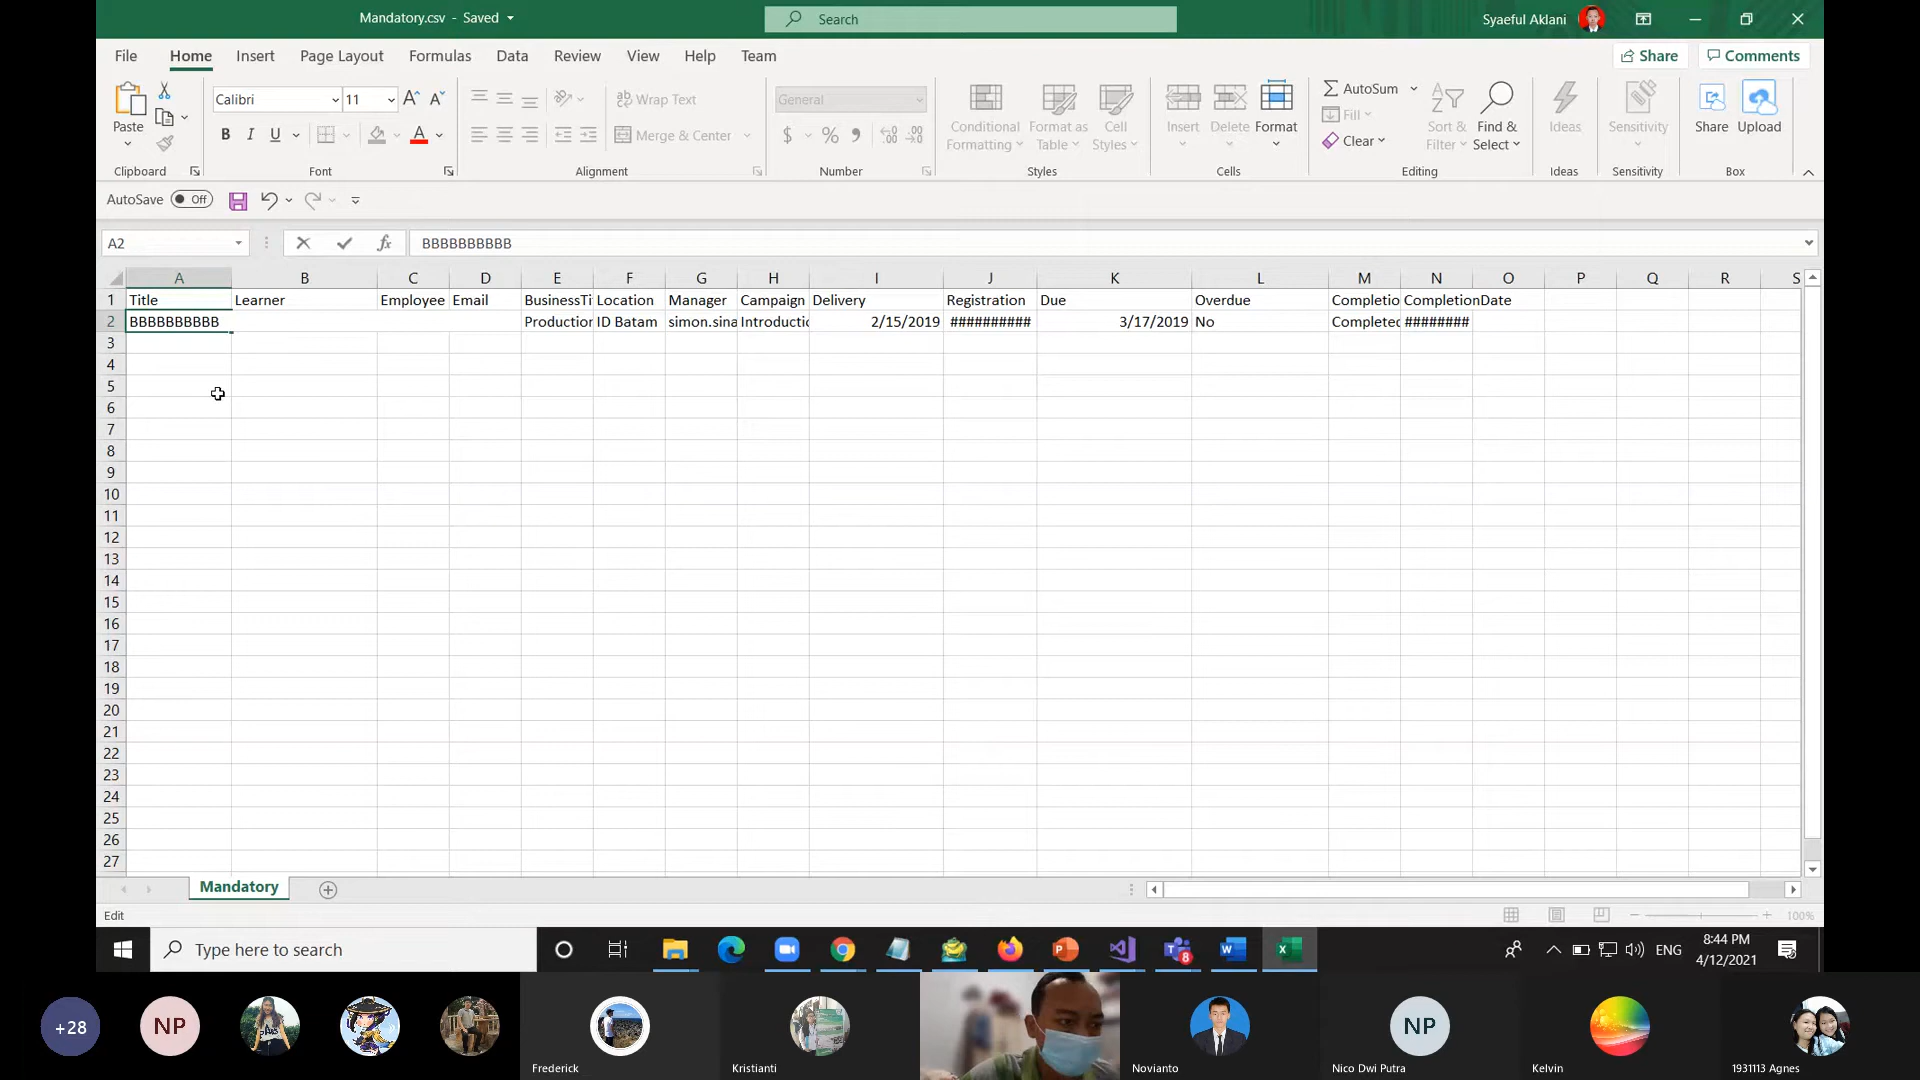 Mandatory.csv - Saved
Search
Syaeful Aklani
File Home Insert Page Layout Formulas Data Review View Help Team
Share Comments
Paste
Calibri 11
B I U
Wrap Text
Merge & Center
General
$ % ,
Conditional Formatting
Format as Table
Cell Styles
Insert Delete Format
AutoSum
Fill
Clear
Sort & Filter
Find & Select
Ideas
Sensitivity
Share Upload
Clipboard Font Alignment Number Styles Cells Editing Ideas Sensitivity Box
AutoSave Off
A2 fx BBBBBBBBBB
A B C D E F G H I J K L M N O P Q R S
1 Title Learner Employee Email BusinessTi Location Manager Campaign Delivery Registration Due Overdue Completio CompletionDate
2 BBBBBBBBBB Production ID Batam simon.sina Introductio 2/15/2019 ########## 3/17/2019 No Completed ########
3
4
5
6
7
8
9
10
11
12
13
14
15
16
17
18
19
20
21
22
23
24
25
26
27
Mandatory
Edit
100%
Type here to search
8
ENG
8:44 PM
4/12/2021
+28
NP
NP
Frederick
Kristianti
Novianto
Nico Dwi Putra
Kelvin
1931113 Agnes